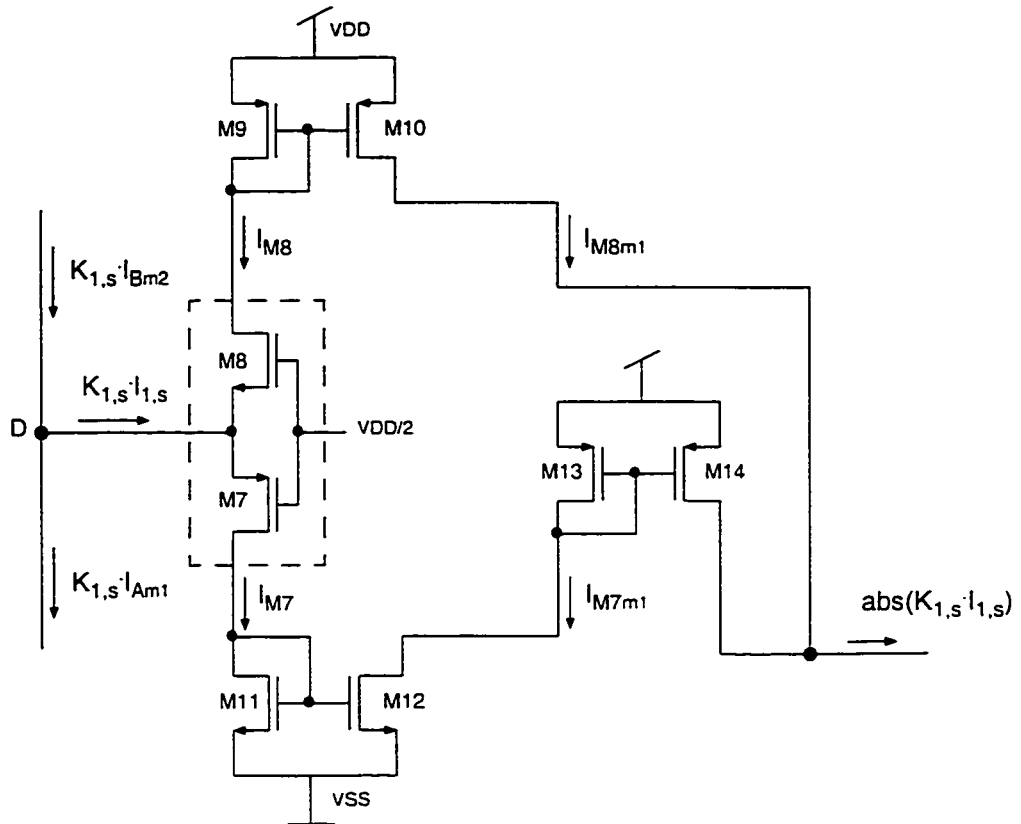 VDD
M9
M10
I_M8
I_M8m1
K_1,s·I_Bm2
M8
K_1,s·I_1,s
D
VDD/2
M13
M14
M7
K_1,s·I_Am1
I_M7
I_M7m1
abs(K_1,s·I_1,s)
M11
M12
VSS